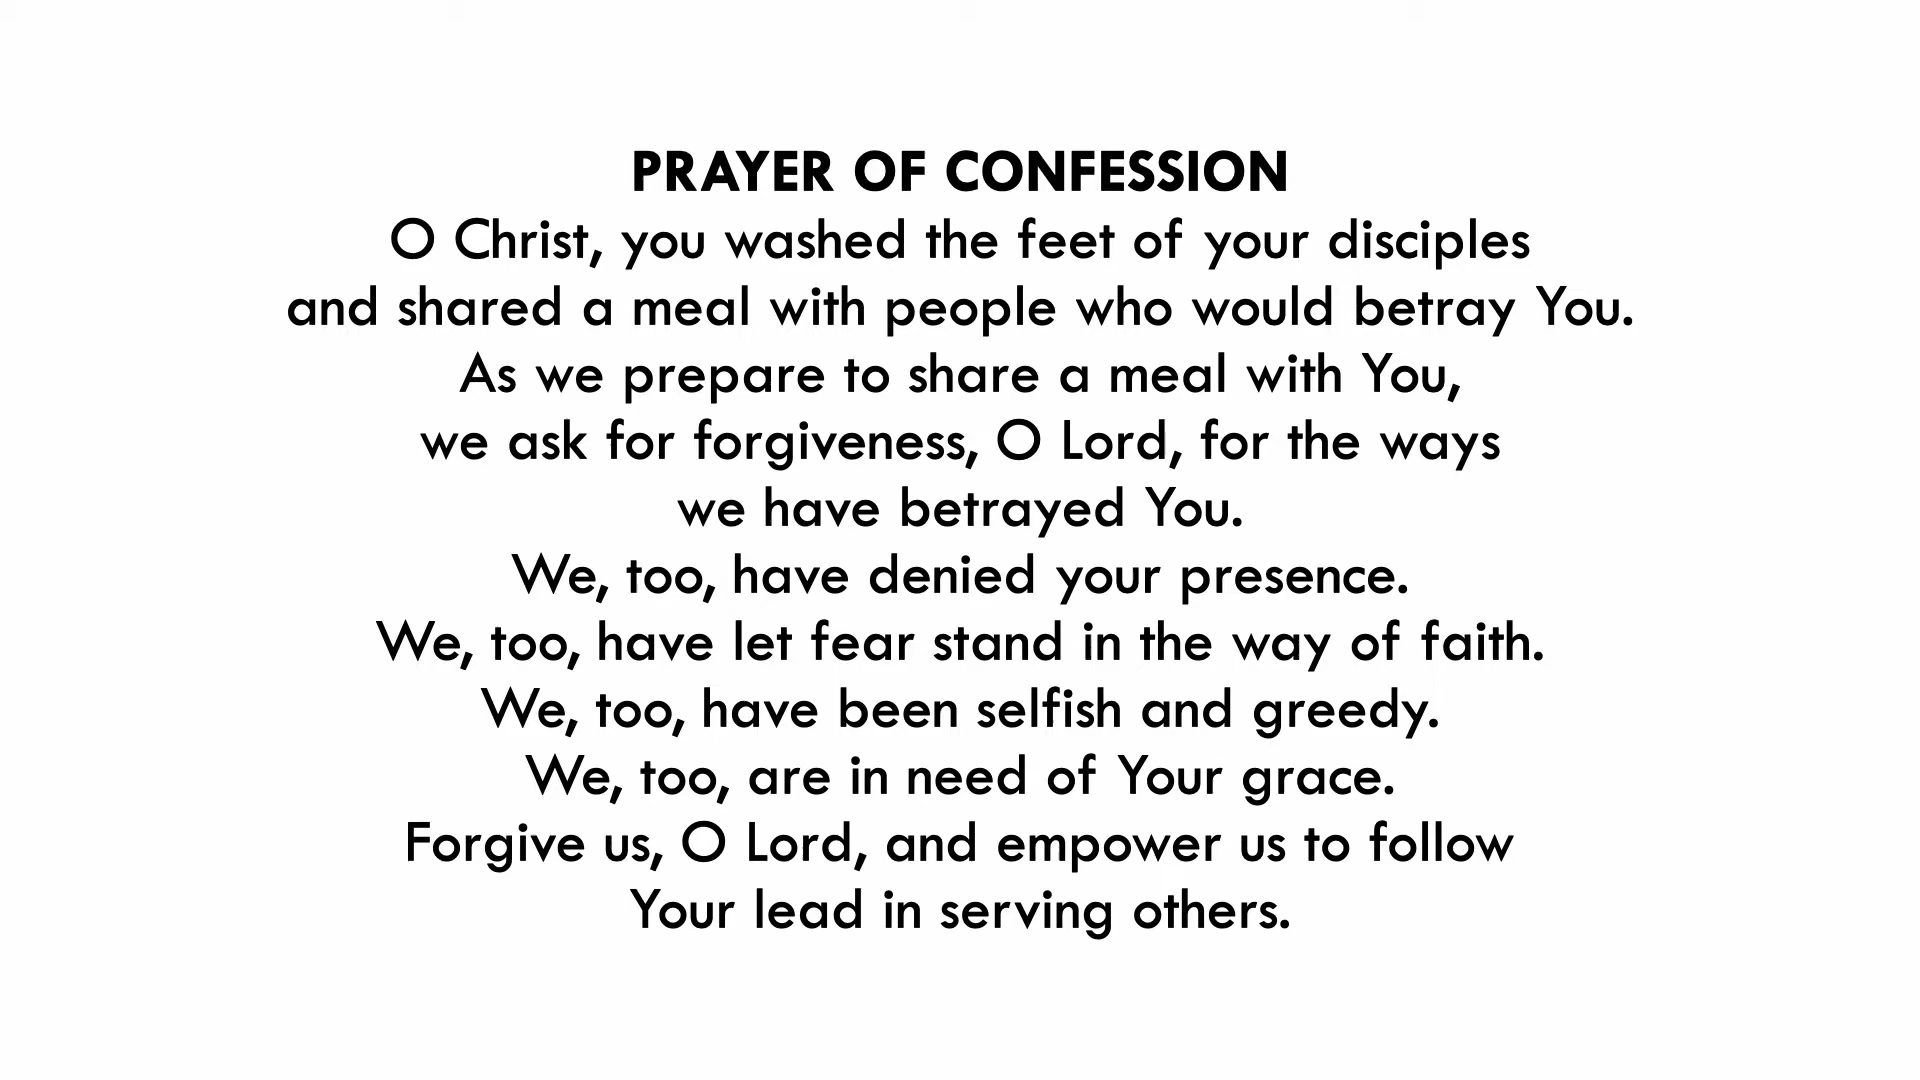 PRAYER OF CONFESSION
O Christ, you washed the feet of your disciples
and shared a meal with people who would betray You.
As we prepare to share a meal with You,
we ask for forgiveness, O Lord, for the ways
we have betrayed You.
We, too, have denied your presence.
We, too, have let fear stand in the way of faith.
We, too, have been selfish and greedy.
We, too, are in need of Your grace.
Forgive us, O Lord, and empower us to follow
Your lead in serving others.